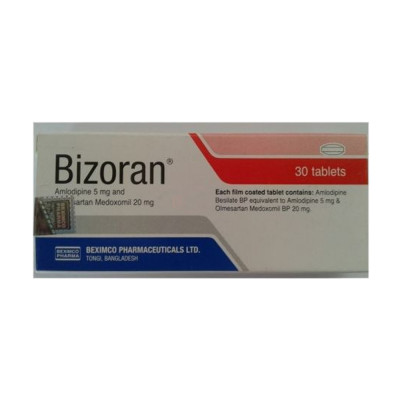 Bizoran®
Amlodipine 5 mg and
esartan Medoxomil 20 mg
30 tablets
Each film coated tablet contains: Amlodipine
Besilate BP equivalent to Amlodipine 5 mg &
Olmesartan Medoxomil BP 20 mg.
BEXIMCO
PHARMA
BEXIMCO PHARMACEUTICALS LTD.
TONGI, BANGLADESH